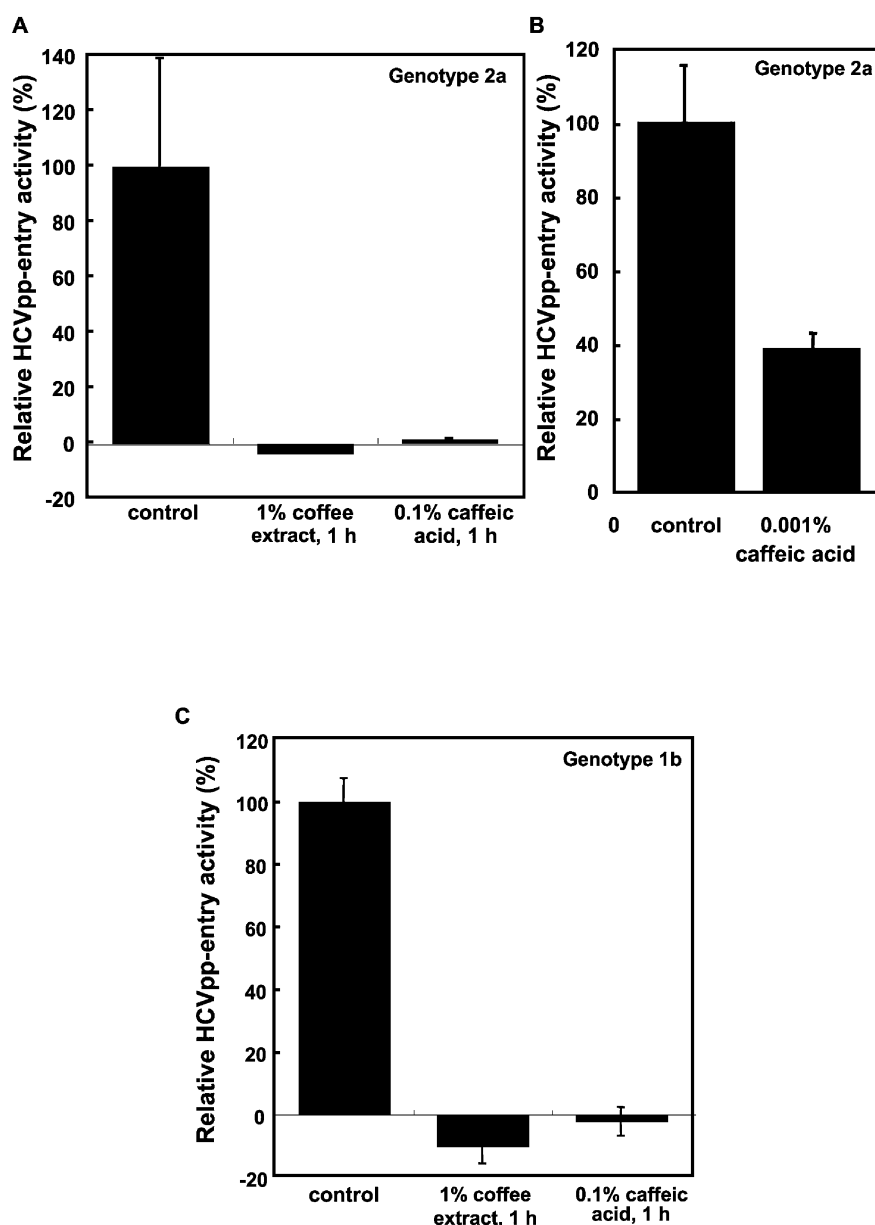 A
Relative HCVpp-entry activity (%)
140
120
100
80
60
40
20
0
-20
Genotype 2a
control
1% coffee
extract, 1 h
0.1% caffeic
acid, 1 h
B
Relative HCVpp-entry activity (%)
120
100
80
60
40
20
0
Genotype 2a
0
control
0.001%
caffeic acid
C
Relative HCVpp-entry activity (%)
120
100
80
60
40
20
0
-20
Genotype 1b
control
1% coffee
extract, 1 h
0.1% caffeic
acid, 1 h